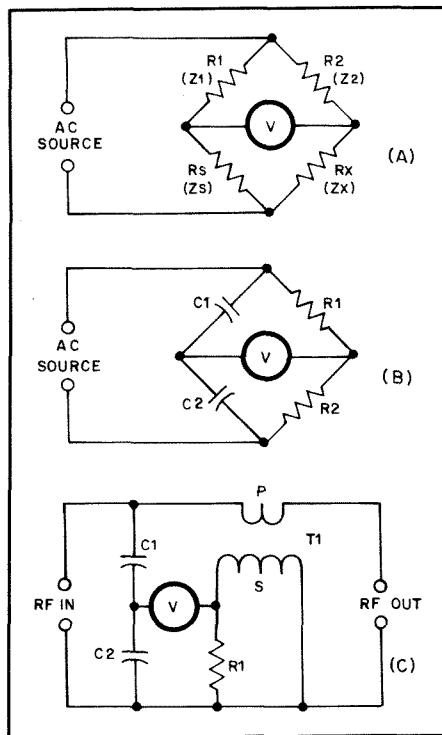 R1
(Z1)
R2
(Z2)
V
AC
SOURCE
RS
(ZS)
RX
(ZX)
(A)
C1
R1
V
AC
SOURCE
C2
R2
(B)
P
C1
T1
S
RF IN
V
RF OUT
C2
R1
(C)